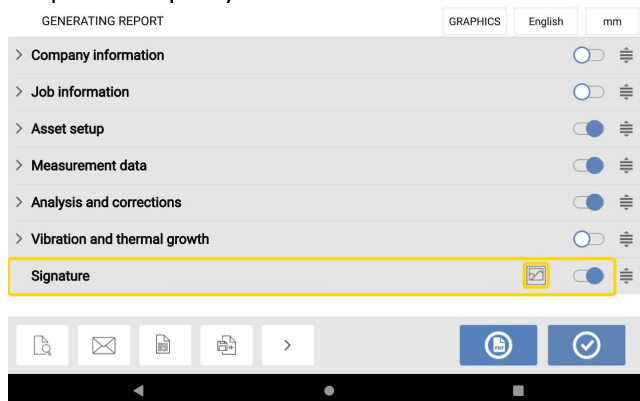 GENERATING REPORT GRAPHICS English mm
> Company information
> Job information
> Asset setup
> Measurement data
> Analysis and corrections
> Vibration and thermal growth
Signature
PDF